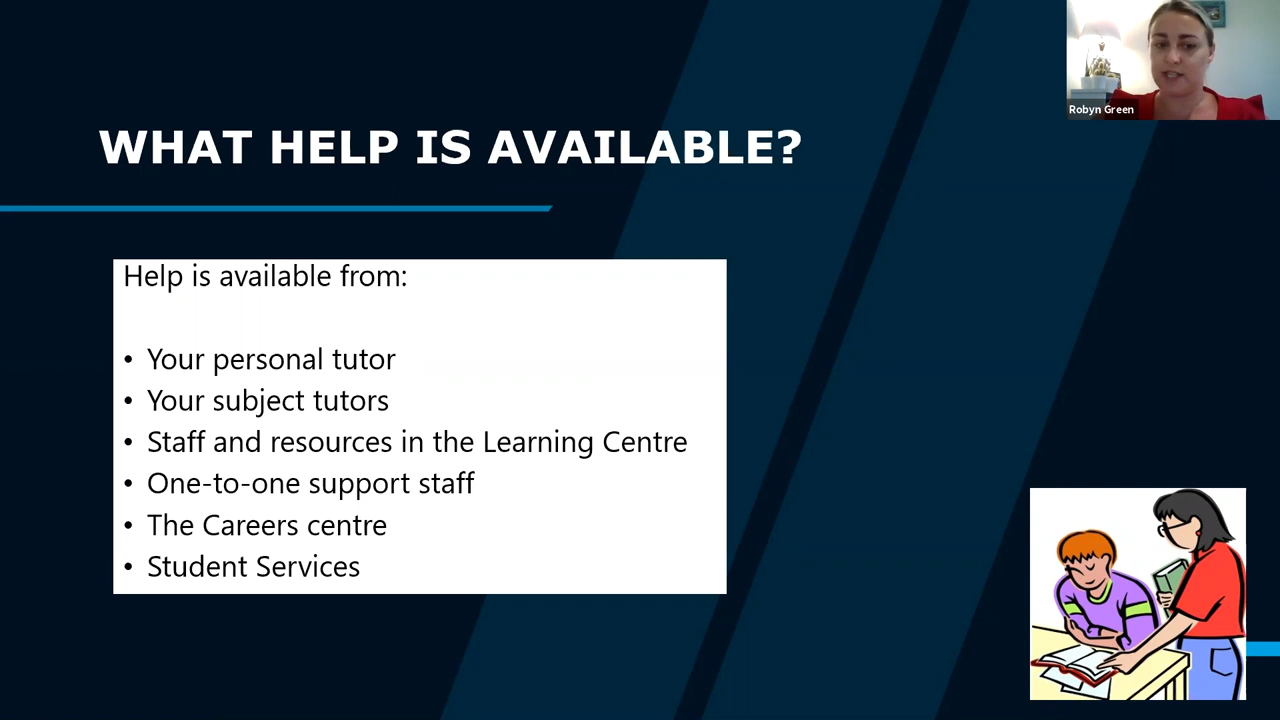 Robyn Green
WHAT HELP IS AVAILABLE?
Help is available from:
• Your personal tutor
• Your subject tutors
• Staff and resources in the Learning Centre
• One-to-one support staff
• The Careers centre
• Student Services